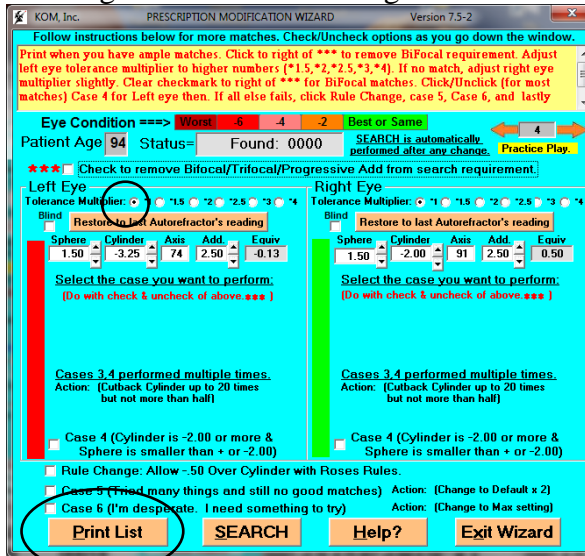 KOM, Inc. PRESCRIPTION MODIFICATION WIZARD Version 7.5-2
Follow instructions below for more matches. Check/Uncheck options as you go down the window.
Print when you have ample matches. Click to right of *** to remove BiFocal requirement. Adjust
left eye tolerance multiplier to higher numbers (*1.5,*2,*2.5,*3,*4). If no match, adjust right eye
multiplier slightly. Clear checkmark to right of *** for BiFocal matches. Click/Unclick (for most
matches) Case 4 for Left eye then. If all else fails, click Rule Change, case 5, Case 6, and lastly
Eye Condition ===> Worst -6 -4 -2 Best or Same
Patient Age 94 Status= Found: 0000 SEARCH is automatically performed after any change. 4 Practice Play.
*** Check to remove Bifocal/Trifocal/Progressive Add from search requirement.
Left Eye
Tolerance Multiplier: *1 *1.5 *2 *2.5 *3 *4
Blind Restore to last Autorefractor's reading
Sphere Cylinder Axis Add. Equiv
1.50 -3.25 74 2.50 -0.13
Select the case you want to perform:
(Do with check & uncheck of above.*** )
Cases 3,4 performed multiple times.
Action: (Cutback Cylinder up to 20 times
but not more than half)
Case 4 (Cylinder is -2.00 or more &
Sphere is smaller than + or -2.00)
Right Eye
Tolerance Multiplier: *1 *1.5 *2 *2.5 *3 *4
Blind Restore to last Autorefractor's reading
Sphere Cylinder Axis Add. Equiv
1.50 -2.00 91 2.50 0.50
Select the case you want to perform:
(Do with check & uncheck of above.*** )
Cases 3,4 performed multiple times.
Action: (Cutback Cylinder up to 20 times
but not more than half)
Case 4 (Cylinder is -2.00 or more &
Sphere is smaller than + or -2.00)
Rule Change: Allow -.50 Over Cylinder with Roses Rules.
Case 5 (Tried many things and still no good matches) Action: (Change to Default x 2)
Case 6 (I'm desperate. I need something to try) Action: (Change to Max setting)
Print List SEARCH Help? Exit Wizard